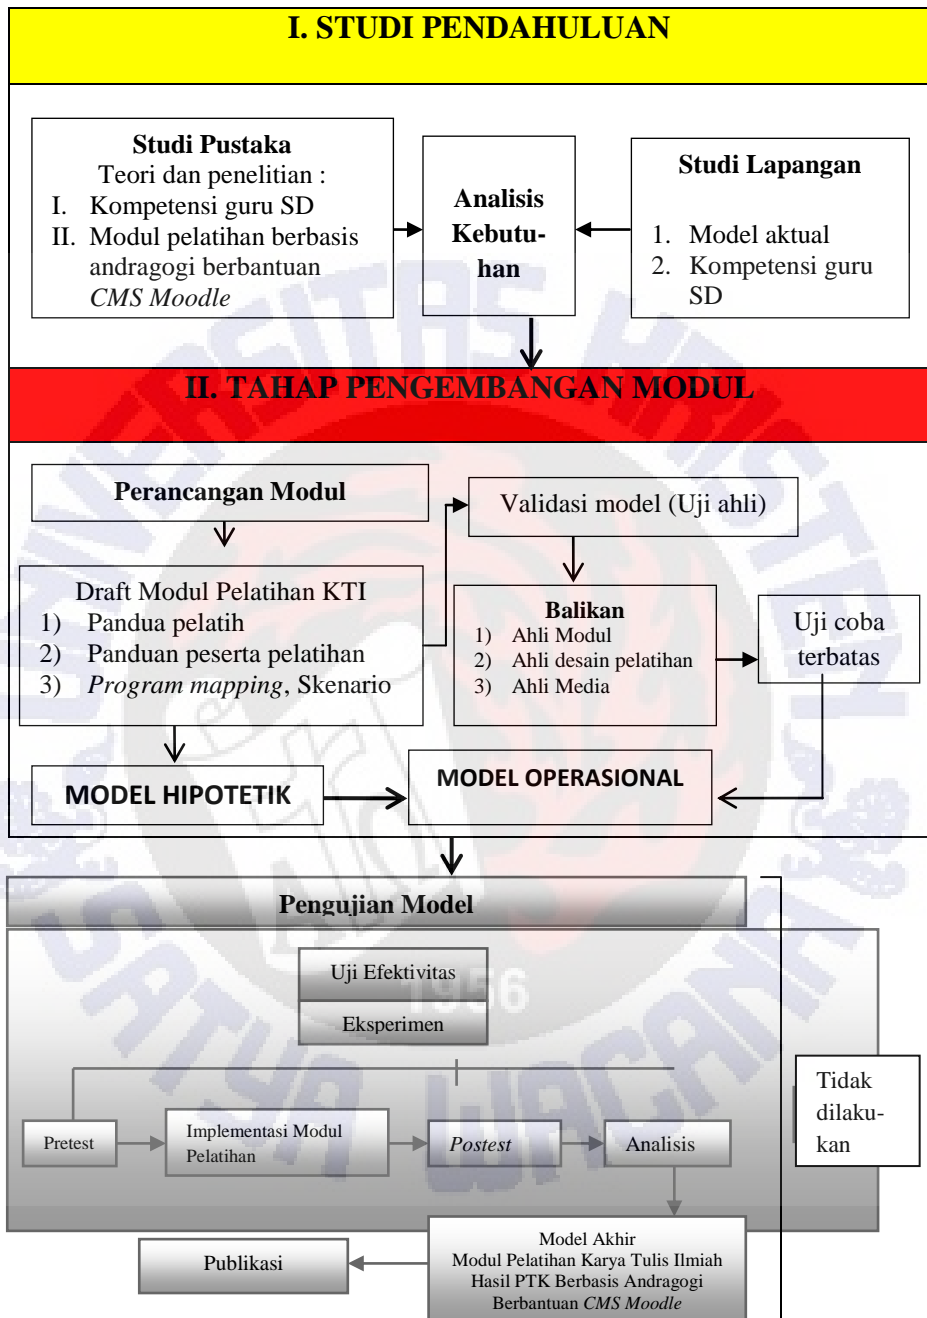 I. STUDI PENDAHULUAN
Studi Pustaka
Teori dan penelitian :
I. Kompetensi guru SD
II. Modul pelatihan berbasis
andragogi berbantuan
CMS Moodle
Analisis
Kebutu-
han
Studi Lapangan
1. Model aktual
2. Kompetensi guru
SD
II. TAHAP PENGEMBANGAN MODUL
Perancangan Modul
Validasi model (Uji ahli)
Draft Modul Pelatihan KTI
1) Pandua pelatih
2) Panduan peserta pelatihan
3) Program mapping, Skenario
Balikan
1) Ahli Modul
2) Ahli desain pelatihan
3) Ahli Media
Uji coba
terbatas
MODEL HIPOTETIK
MODEL OPERASIONAL
Pengujian Model
Uji Efektivitas
Eksperimen
Pretest
Implementasi Modul
Pelatihan
Postest
Analisis
Tidak
dilaku-
kan
Model Akhir
Modul Pelatihan Karya Tulis Ilmiah
Hasil PTK Berbasis Andragogi
Berbantuan CMS Moodle
Publikasi
UNIVERSITAS KRISTEN
SATYA WACANA
1956